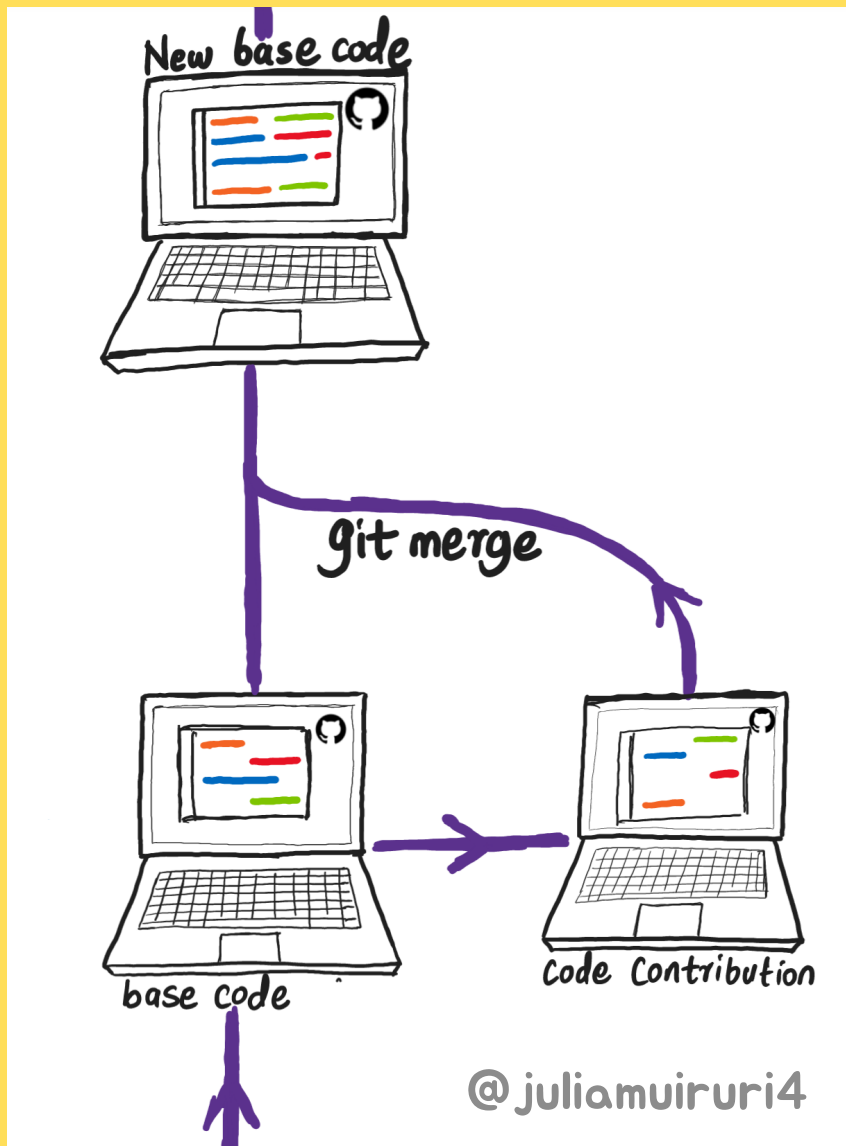 New base code
git merge
base code
Code Contribution
@juliamuiruri4